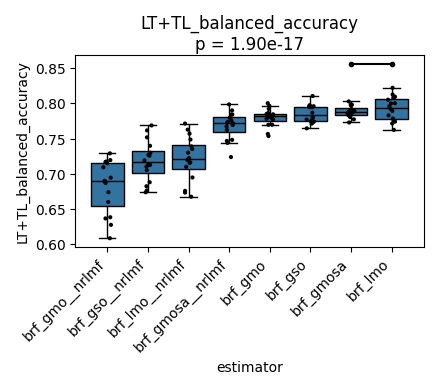 LT+TL_balanced_accuracy
p = 1.90e-17
LT+TL_balanced_accuracy
0.85
0.80
0.75
0.70
0.65
0.60
brf_gmo__nrlmf
brf_gso__nrlmf
brf_lmo__nrlmf
brf_gmosa__nrlmf
brf_gmo
brf_gso
brf_gmosa
brf_lmo
estimator